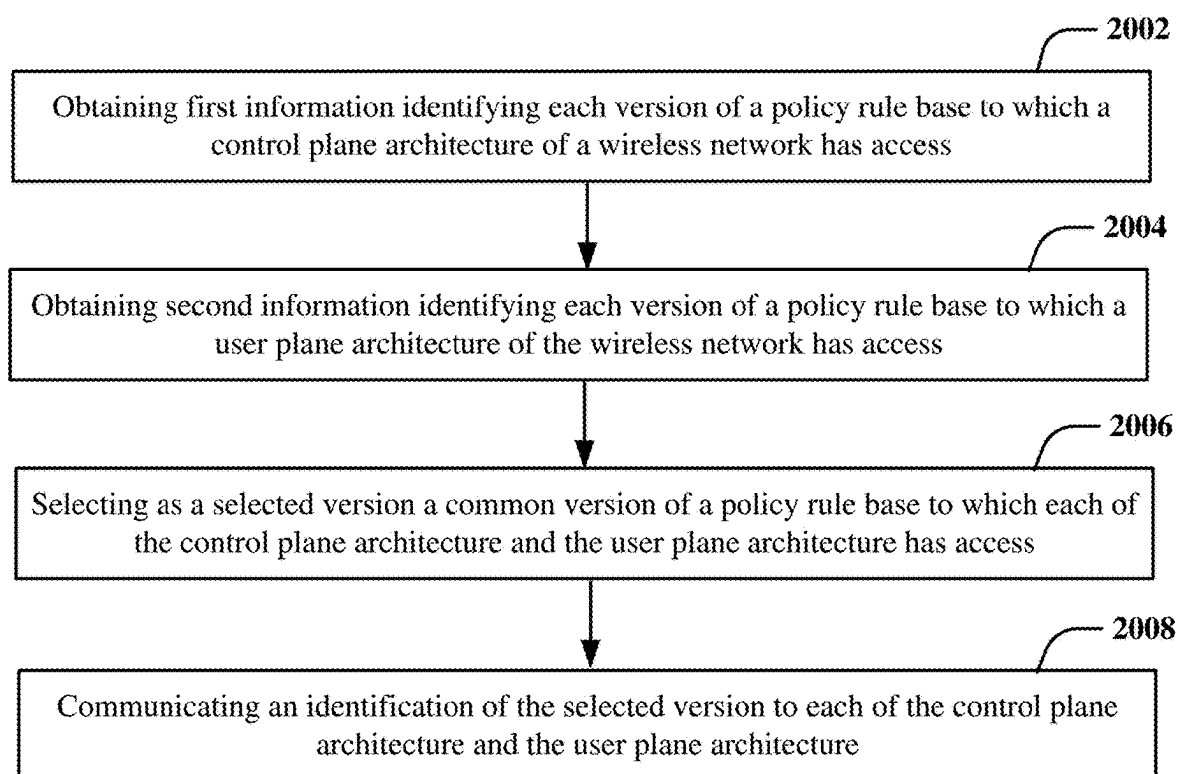 2002
Obtaining first information identifying each version of a policy rule base to which a
control plane architecture of a wireless network has access
2004
Obtaining second information identifying each version of a policy rule base to which a
user plane architecture of the wireless network has access
2006
Selecting as a selected version a common version of a policy rule base to which each of
the control plane architecture and the user plane architecture has access
2008
Communicating an identification of the selected version to each of the control plane
architecture and the user plane architecture